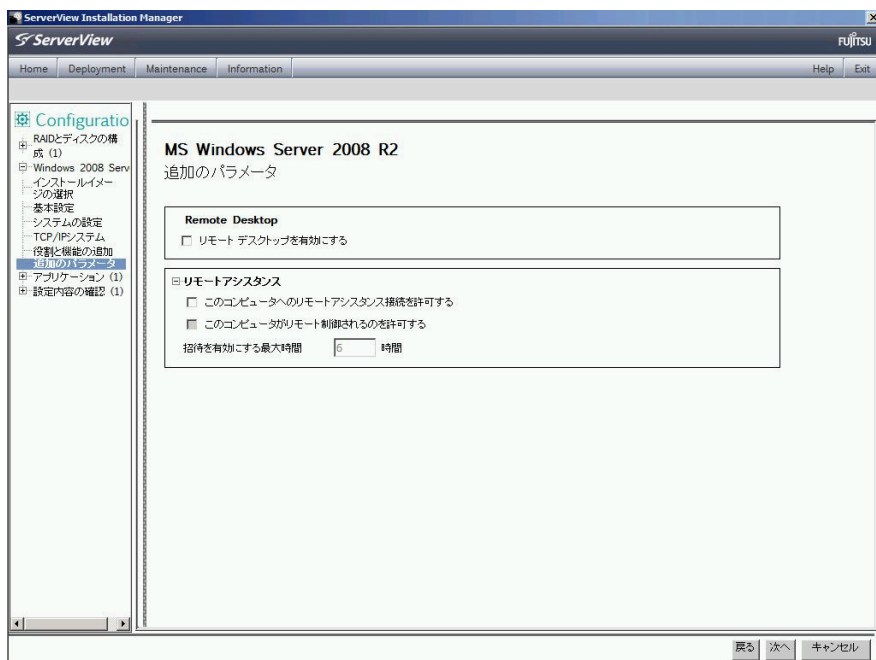 ServerView Installation Manager
ServerView
FUJITSU
Home Deployment Maintenance Information Help Exit
Configuratio
RAIDとディスクの構
成 (1)
Windows 2008 Serv
インストールイメー
ジの選択
基本設定
システムの設定
TCP/IPシステム
役割と機能の追加
追加のパラメータ
アプリケーション (1)
設定内容の確認 (1)
MS Windows Server 2008 R2
追加のパラメータ
Remote Desktop
リモート デスクトップを有効にする
リモートアシスタンス
このコンピュータへのリモートアシスタンス接続を許可する
このコンピュータがリモート制御されるのを許可する
招待を有効にする最大時間 6 時間
戻る 次へ キャンセル